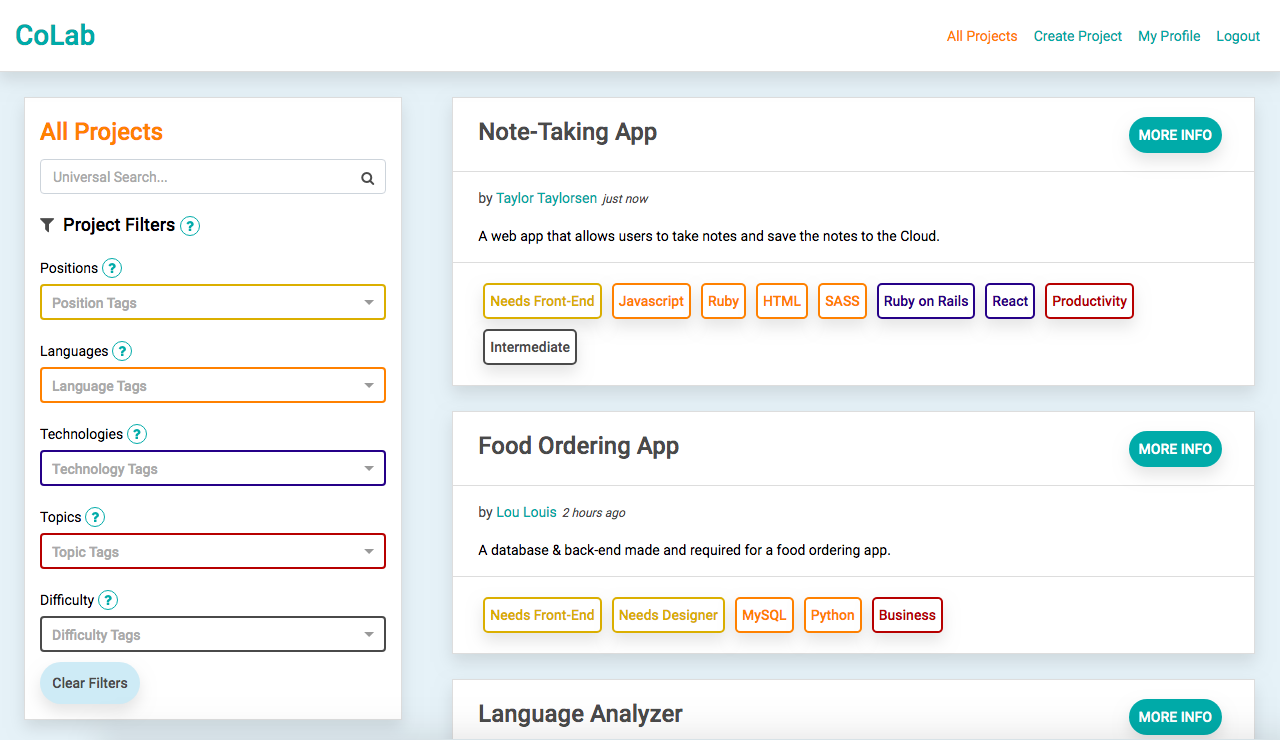 CoLab
All Projects Create Project My Profile Logout
All Projects
Universal Search...
Project Filters ?
Positions ?
Position Tags
Languages ?
Language Tags
Technologies ?
Technology Tags
Topics ?
Topic Tags
Difficulty ?
Difficulty Tags
Clear Filters
Note-Taking App
MORE INFO
by Taylor Taylorsen just now
A web app that allows users to take notes and save the notes to the Cloud.
Needs Front-End Javascript Ruby HTML SASS Ruby on Rails React Productivity
Intermediate
Food Ordering App
MORE INFO
by Lou Louis 2 hours ago
A database & back-end made and required for a food ordering app.
Needs Front-End Needs Designer MySQL Python Business
Language Analyzer
MORE INFO